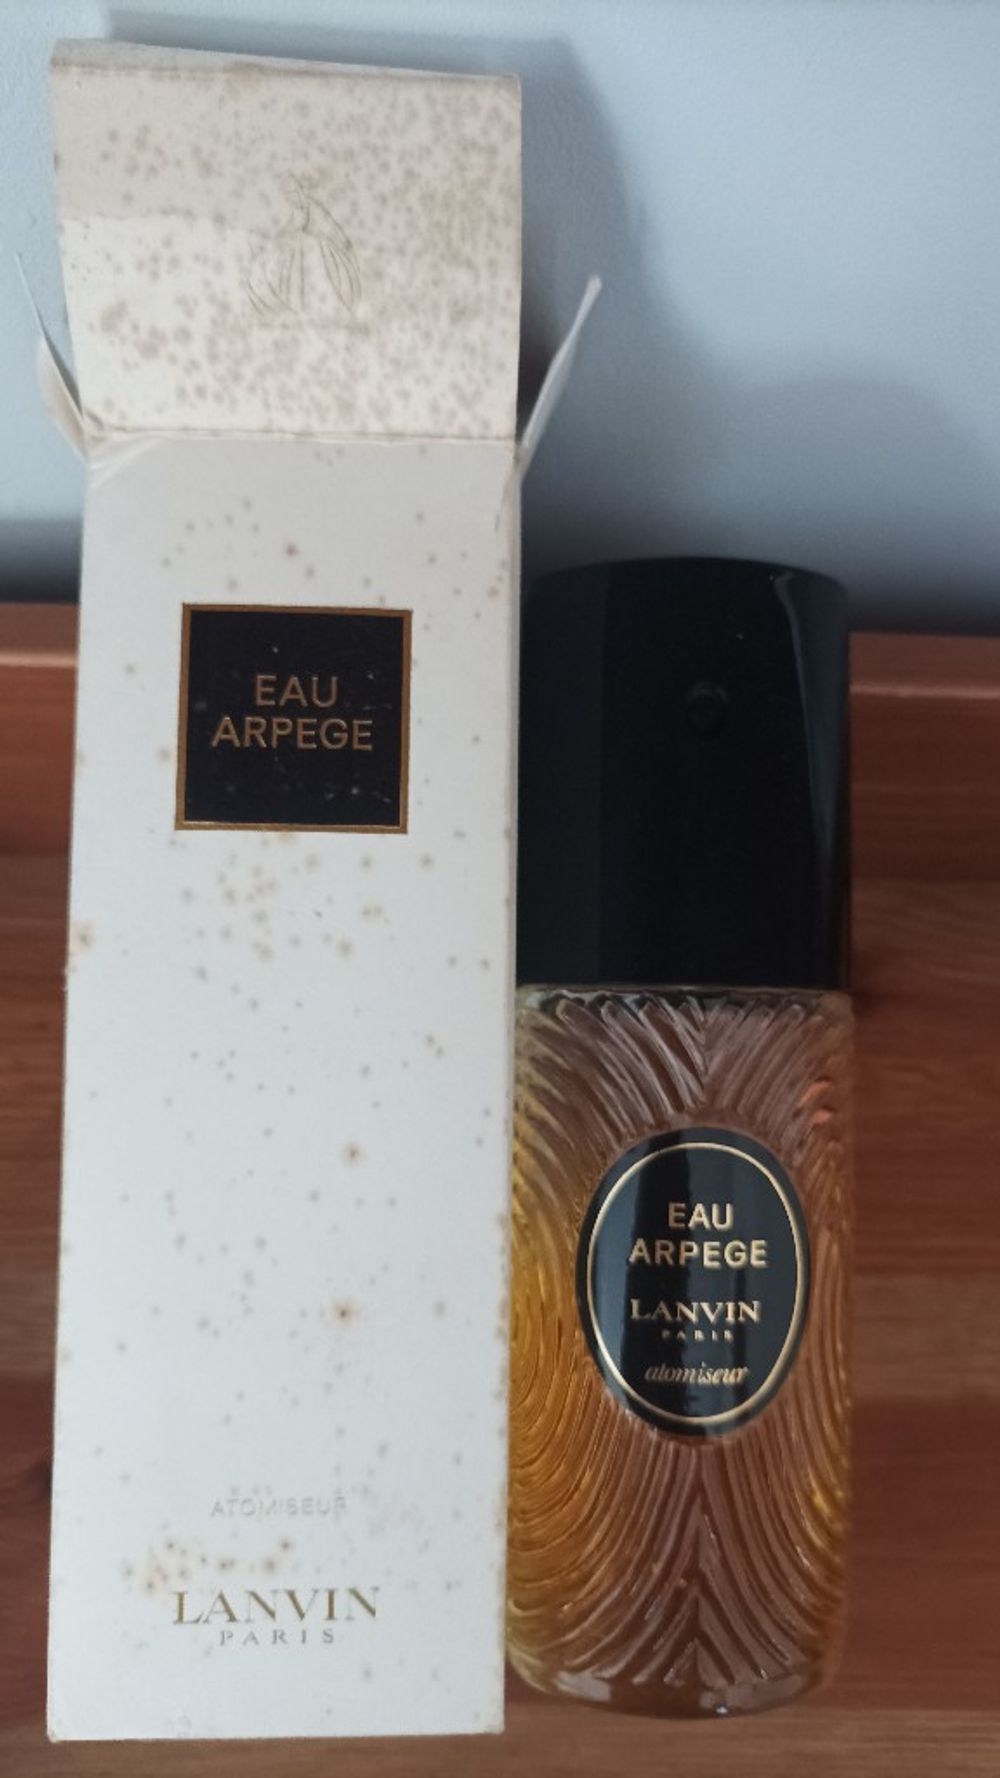 EAU
ARPEGE
ATOMISEUR
LANVIN
PARIS
EAU
ARPEGE
LANVIN
PARIS
atomiseur